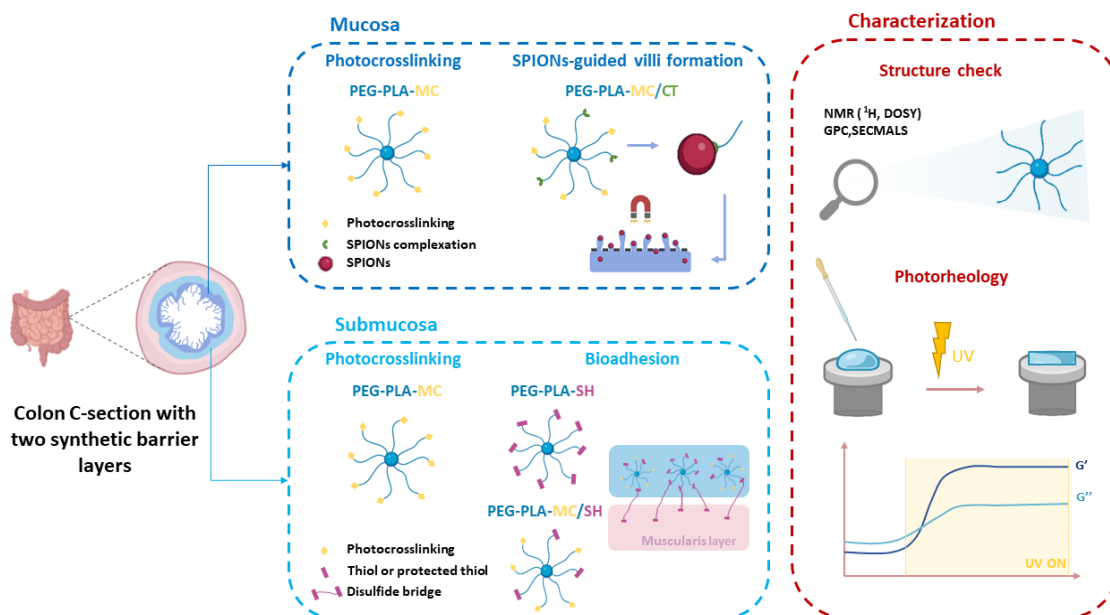 Mucosa
Photocrosslinking
PEG-PLA-MC
SPIONs-guided villi formation
PEG-PLA-MC/CT
Photocrosslinking
SPIONs complexation
SPIONs
Colon C-section with
two synthetic barrier
layers
Submucosa
Photocrosslinking
PEG-PLA-MC
Bioadhesion
PEG-PLA-SH
PEG-PLA-MC/SH
Muscularis layer
Photocrosslinking
Thiol or protected thiol
Disulfide bridge
Characterization
Structure check
NMR (¹H, DOSY)
GPC,SECMALS
Photorheology
UV
G'
G''
UV ON